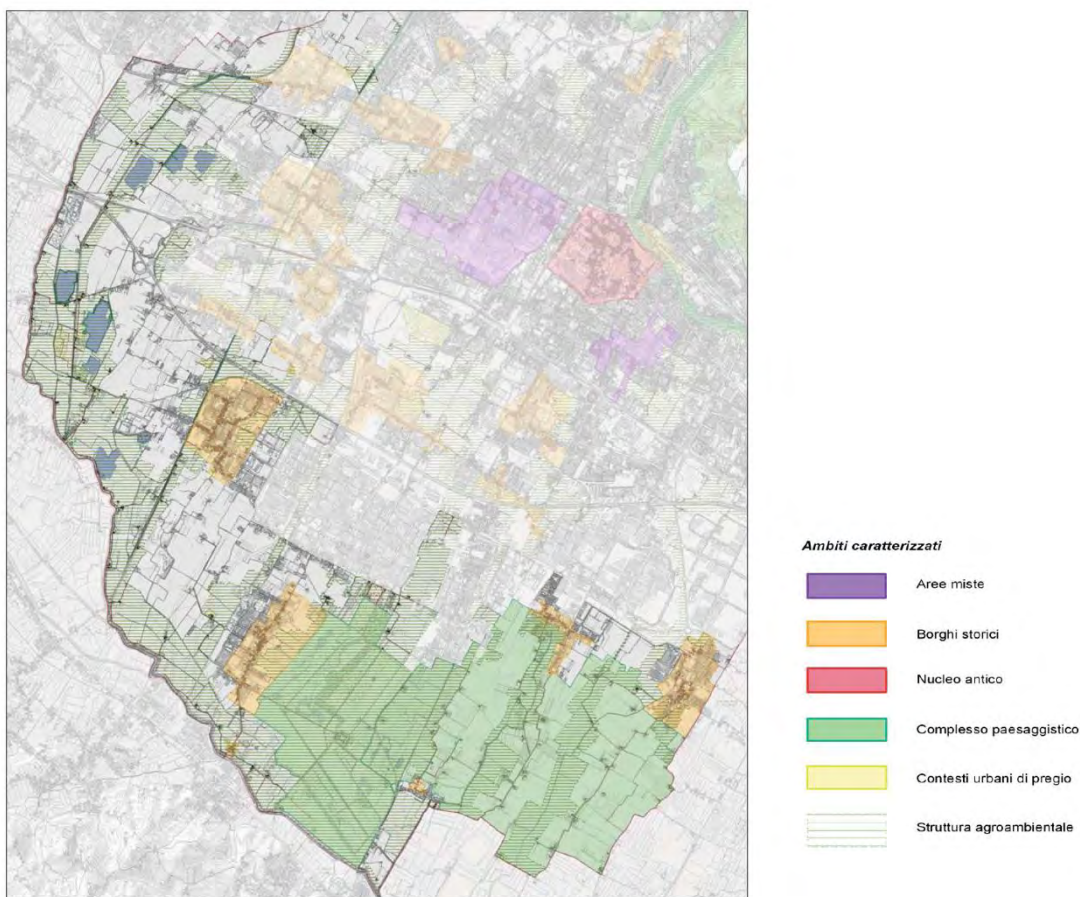 Ambiti caratterizzati
Aree miste
Borghi storici
Nucleo antico
Complesso paesaggistico
Contesti urbani di pregio
Struttura agroambientale